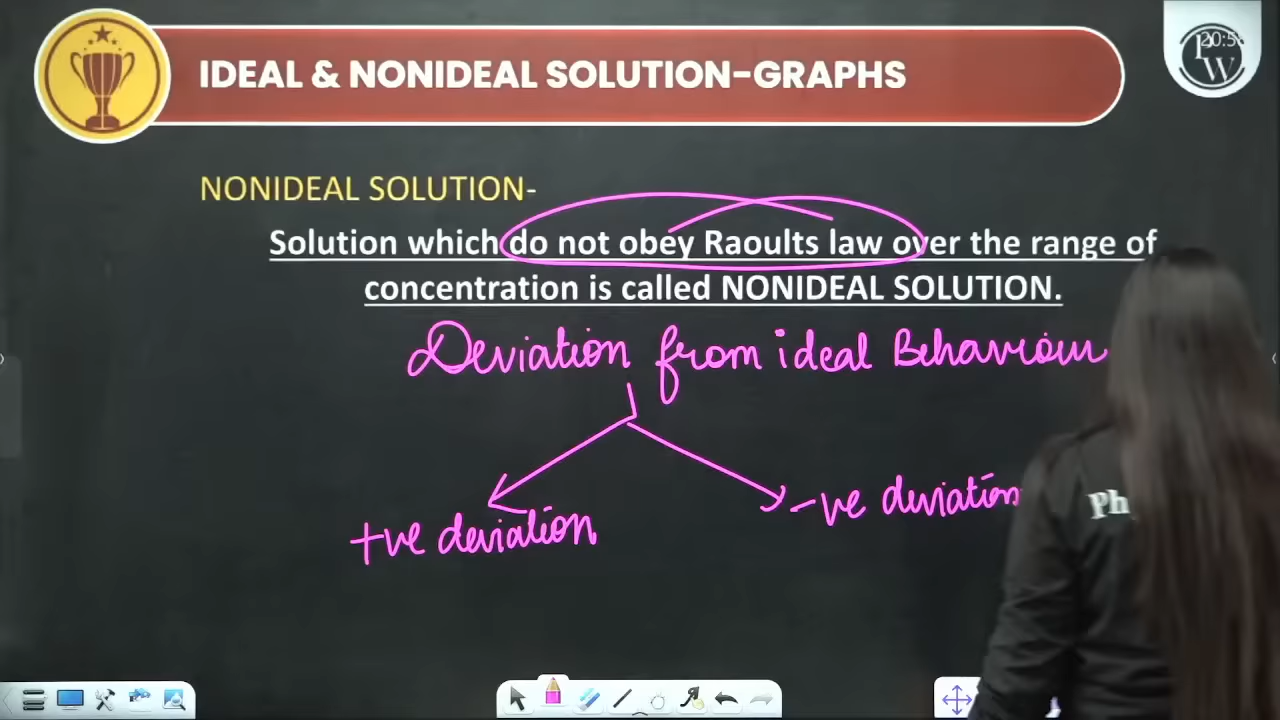 IDEAL & NONIDEAL SOLUTION-GRAPHS
NONIDEAL SOLUTION-
Solution which do not obey Raoults law over the range of
concentration is called NONIDEAL SOLUTION.
Deviation from ideal Behaviour
+ve deviation
-ve deviation
Ph
W